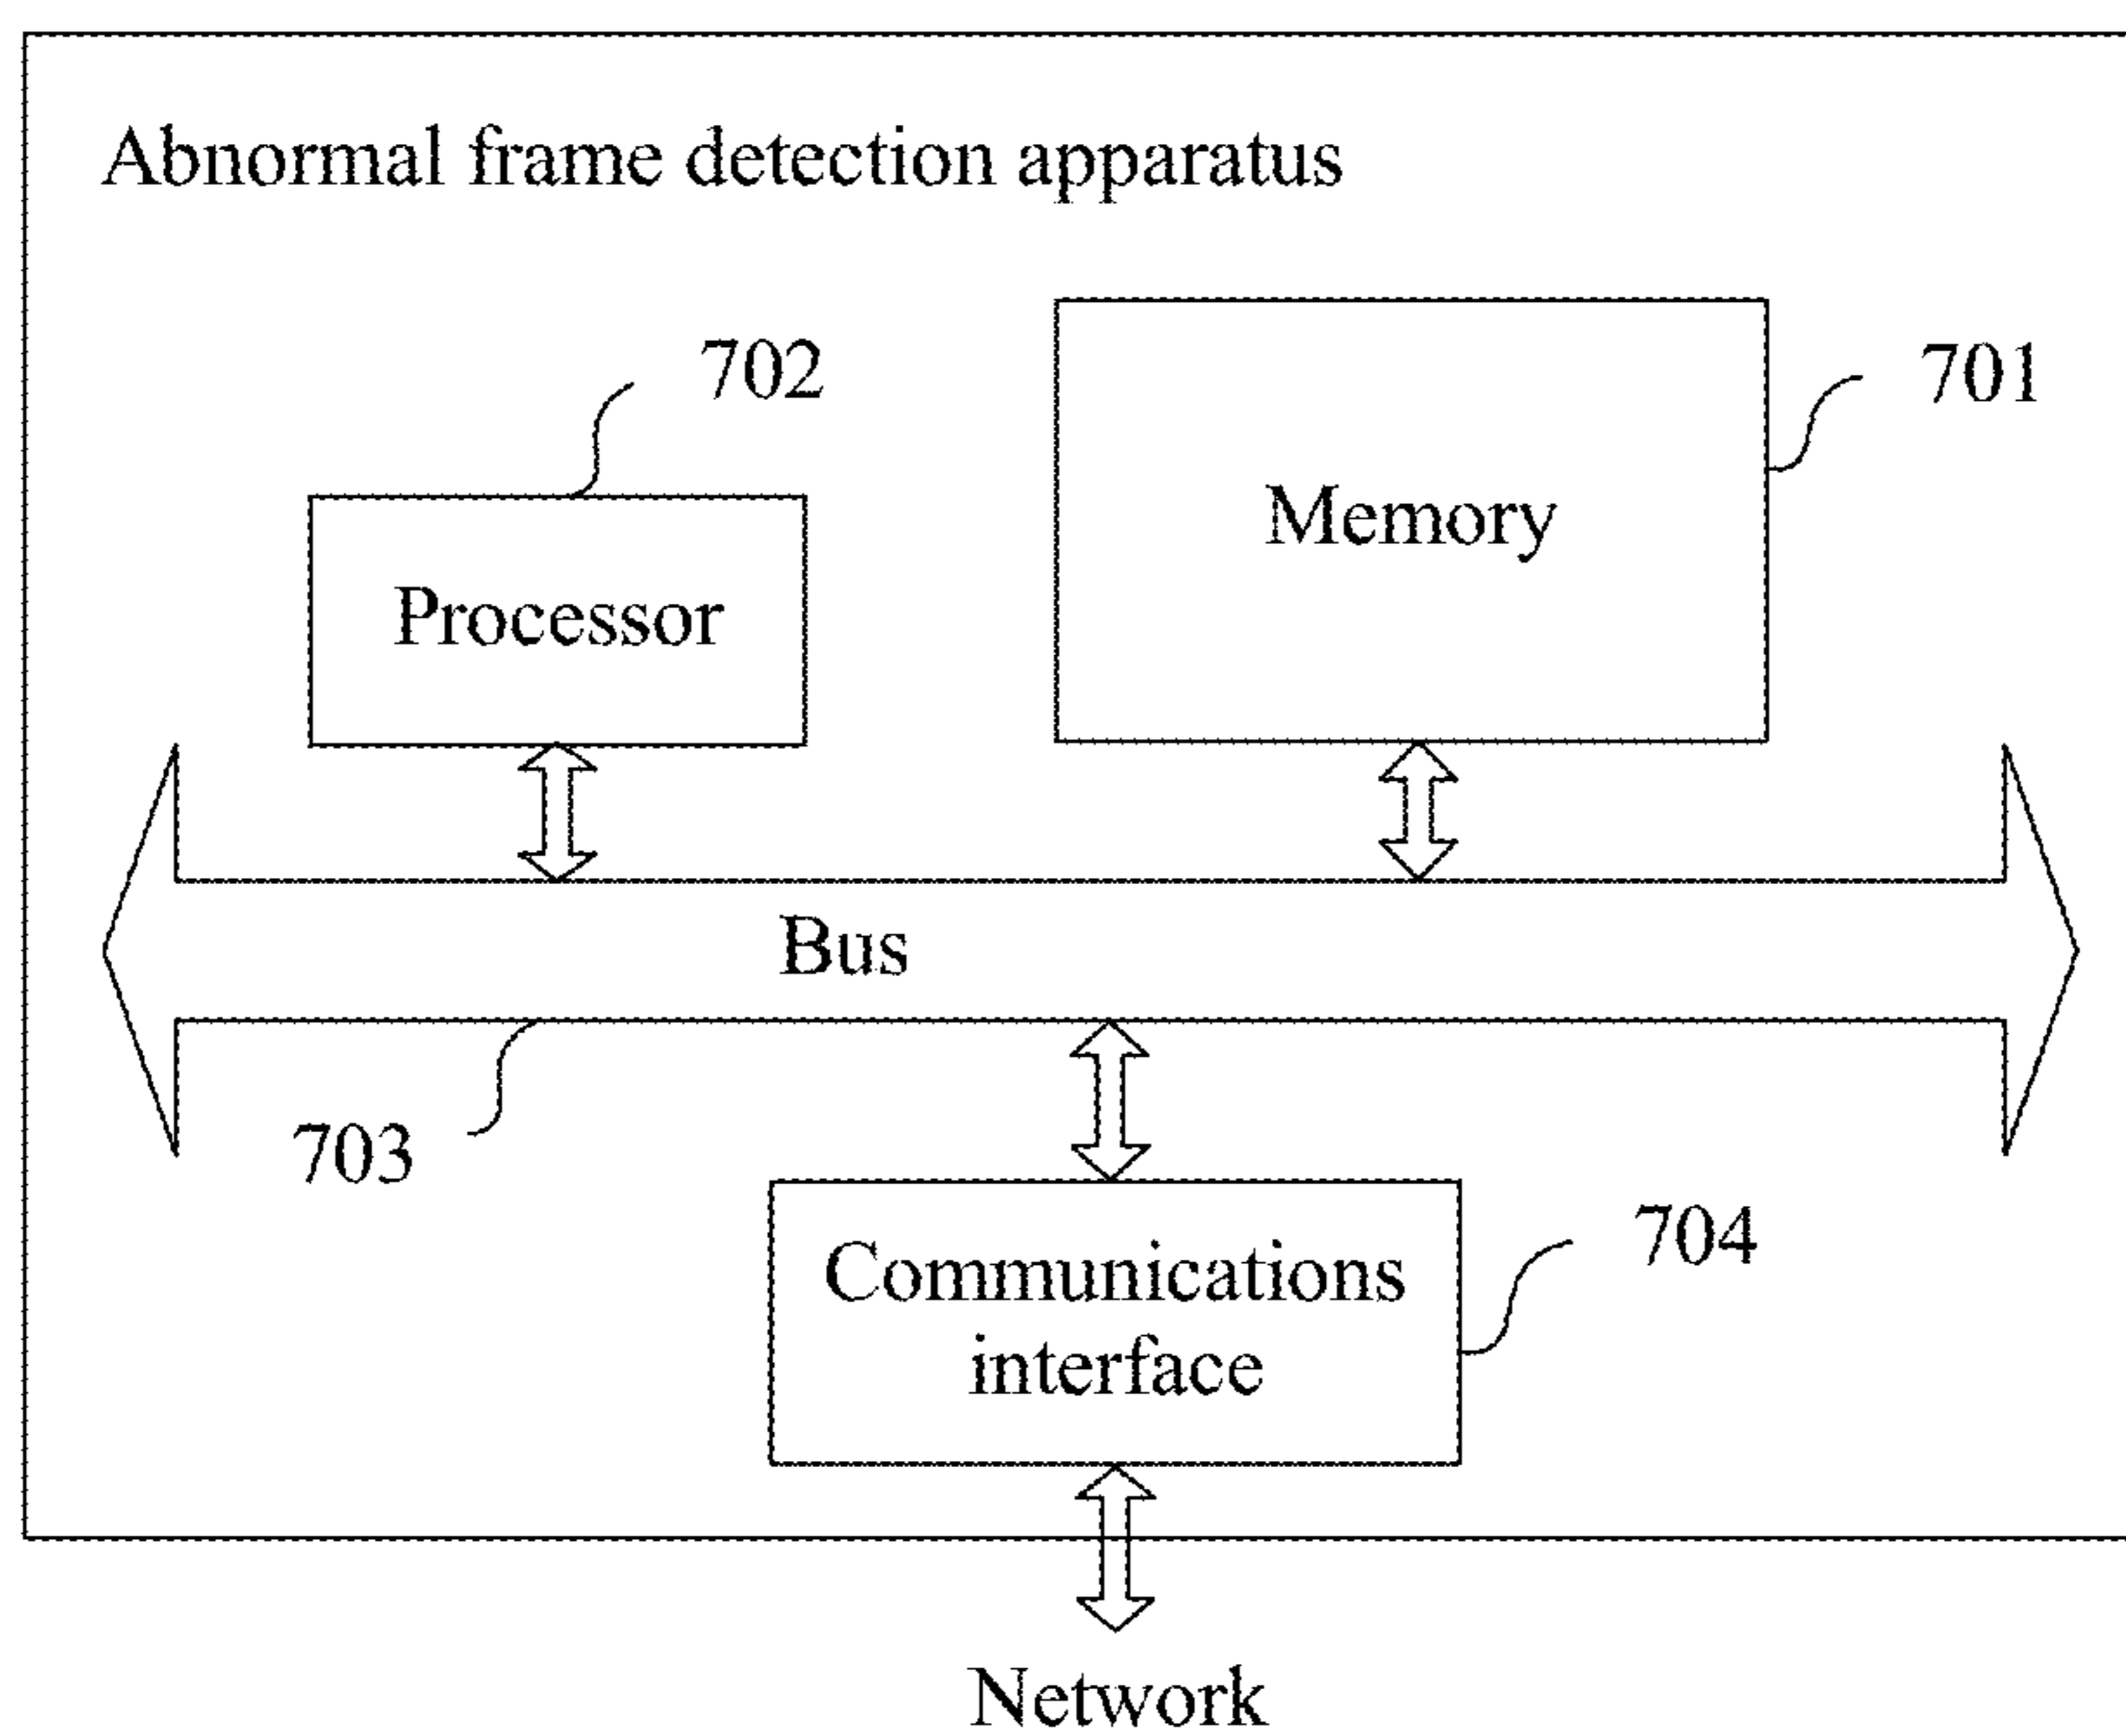 Abnormal frame detection apparatus
702
701
Memory
Processor
Bus
703
704
Communications
interface
Network